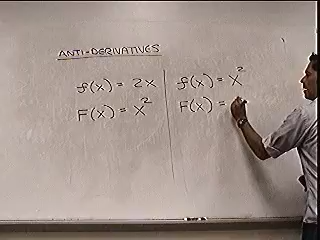 ANTI-DERIVATIVES
f(x) = 2x
F(x) = x²
f(x) = x²
F(x) =